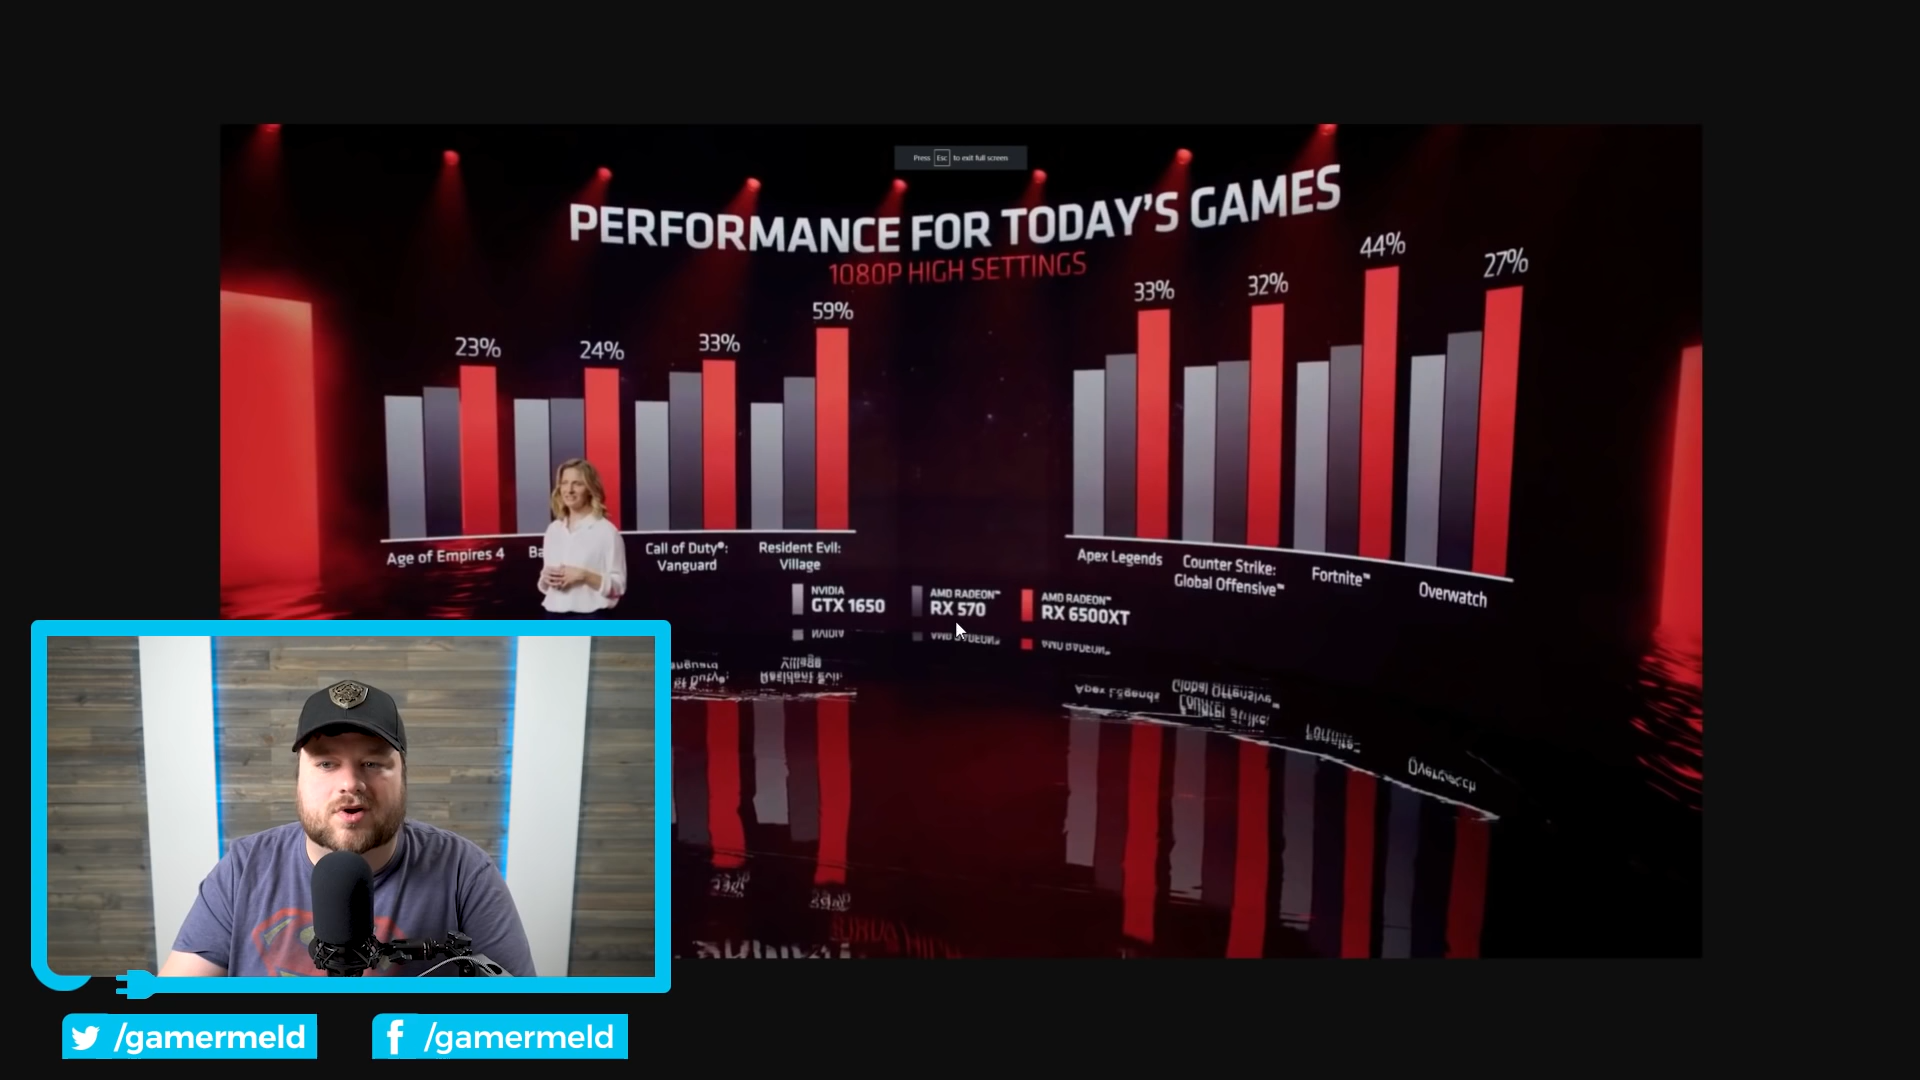 Press Esc to exit full screen
PERFORMANCE FOR TODAY'S GAMES
1080P HIGH SETTINGS
23%
24%
33%
59%
33%
32%
44%
27%
Age of Empires 4
Ba
Call of Duty®:
Vanguard
Resident Evil:
Village
Apex Legends
Counter Strike:
Global Offensive™
Fortnite™
Overwatch
NVIDIA
GTX 1650
AMD RADEON™
RX 570
AMD RADEON™
RX 6500XT
/gamermeld
/gamermeld